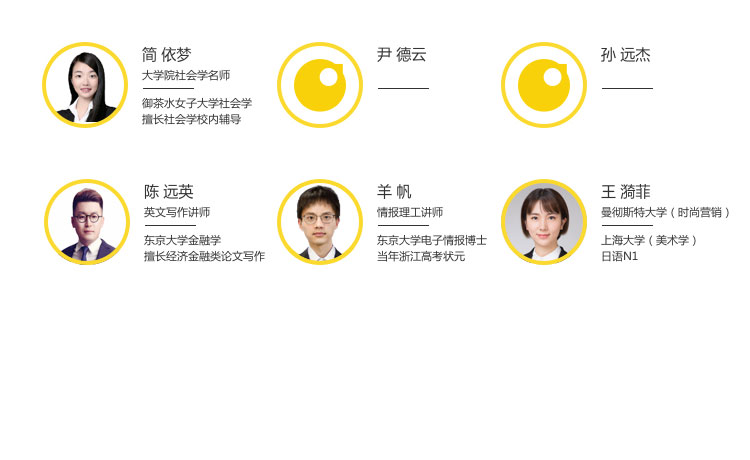 简 依梦
大学院社会学名师
御茶水女子大学社会学
擅长社会学校内辅导
尹 德云
孙 远杰
陈 远英
英文写作讲师
东京大学金融学
擅长经济金融类论文写作
羊 帆
情报理工讲师
东京大学电子情报博士
当年浙江高考状元
王 漪菲
曼彻斯特大学（时尚营销）
上海大学（美术学）
日语N1